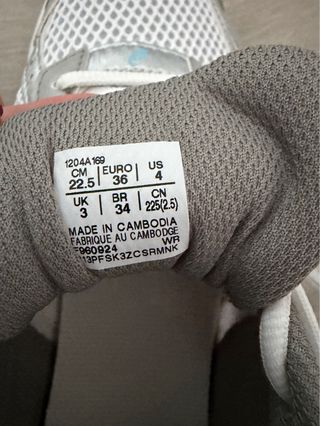 1204A169
CM EURO US
22.5 36 4
UK BR CN
3 34 225(2.5)
MADE IN CAMBODIA
FABRIQUE AU CAMBODGE
F960924 WR
13PFSK3ZCSRMNK